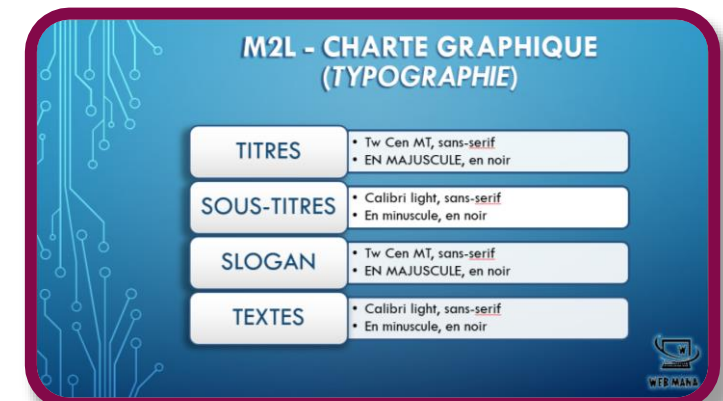 M2L - CHARTE GRAPHIQUE
(TYPOGRAPHIE)
TITRES
• Tw Cen MT, sans-serif
• EN MAJUSCULE, en noir
SOUS-TITRES
• Calibri light, sans-serif
• En minuscule, en noir
SLOGAN
• Tw Cen MT, sans-serif
• EN MAJUSCULE, en noir
TEXTES
• Calibri light, sans-serif
• En minuscule, en noir
W
WEB MANA